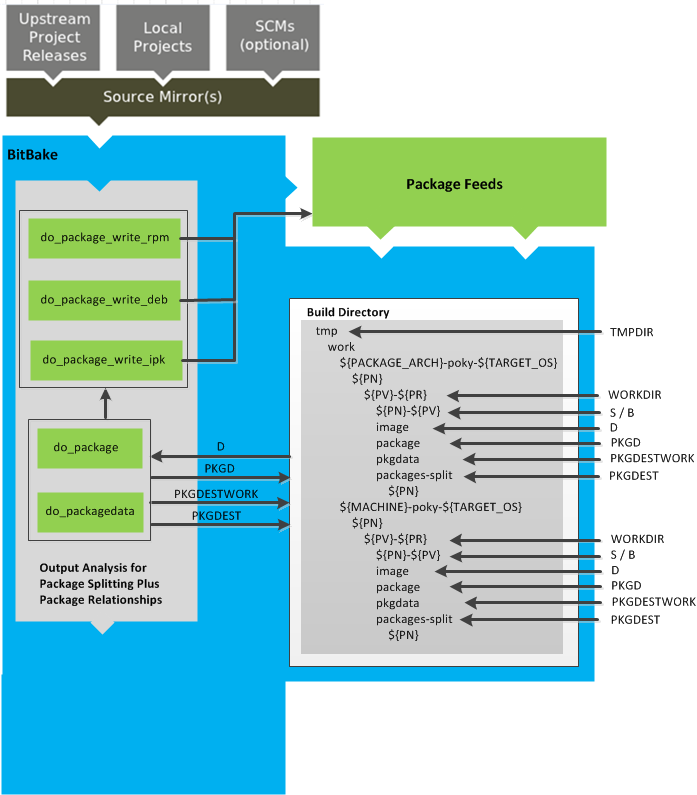 Upstream
Project
Releases
Local
Projects
SCMs
(optional)
Source Mirror(s)
BitBake
Package Feeds
do_package_write_rpm
do_package_write_deb
do_package_write_ipk
do_package
do_packagedata
Output Analysis for
Package Splitting Plus
Package Relationships
D
PKGD
PKGDESTWORK
PKGDEST
Build Directory
tmp
work
${PACKAGE_ARCH}-poky-${TARGET_OS}
${PN}
${PV}-${PR}
${PN}-${PV}
image
package
pkgdata
packages-split
${PN}
${MACHINE}-poky-${TARGET_OS}
${PN}
${PV}-${PR}
${PN}-${PV}
image
package
pkgdata
packages-split
${PN}
TMPDIR
WORKDIR
S / B
D
PKGD
PKGDESTWORK
PKGDEST
WORKDIR
S / B
D
PKGD
PKGDESTWORK
PKGDEST